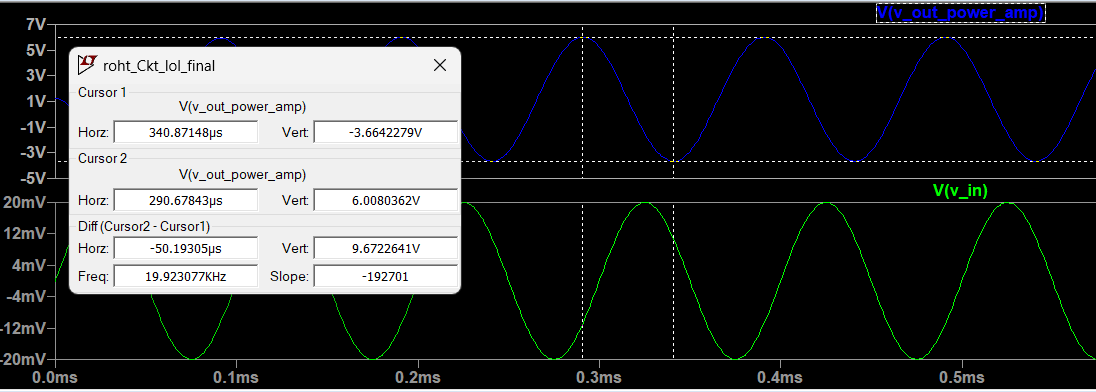 V(v_out_power_amp)
7V
5V
3V
1V
-1V
-3V
-5V
roht_Ckt_lol_final
Cursor 1
V(v_out_power_amp)
Horz: 340.87148µs Vert: -3.6642279V
Cursor 2
V(v_out_power_amp)
Horz: 290.67843µs Vert: 6.0080362V
Diff (Cursor2 - Cursor1)
Horz: -50.19305µs Vert: 9.6722641V
Freq: 19.923077KHz Slope: -192701
V(v_in)
20mV
12mV
4mV
-4mV
-12mV
-20mV
0.0ms 0.1ms 0.2ms 0.3ms 0.4ms 0.5ms